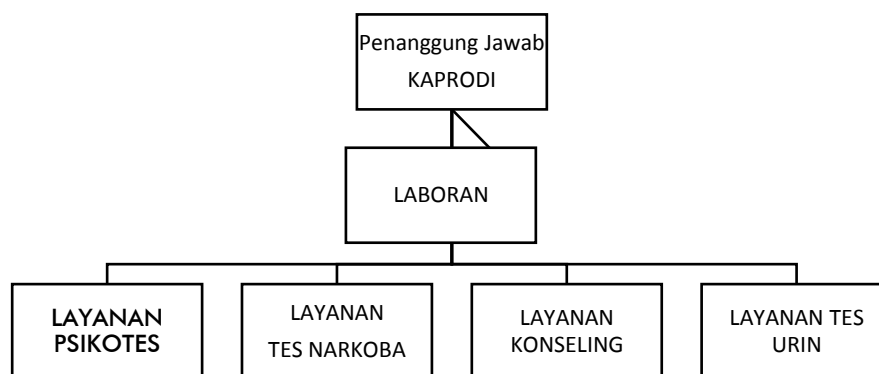 Penanggung Jawab
KAPRODI
LABORAN
LAYANAN
PSIKOTES
LAYANAN
TES NARKOBA
LAYANAN
KONSELING
LAYANAN TES
URIN